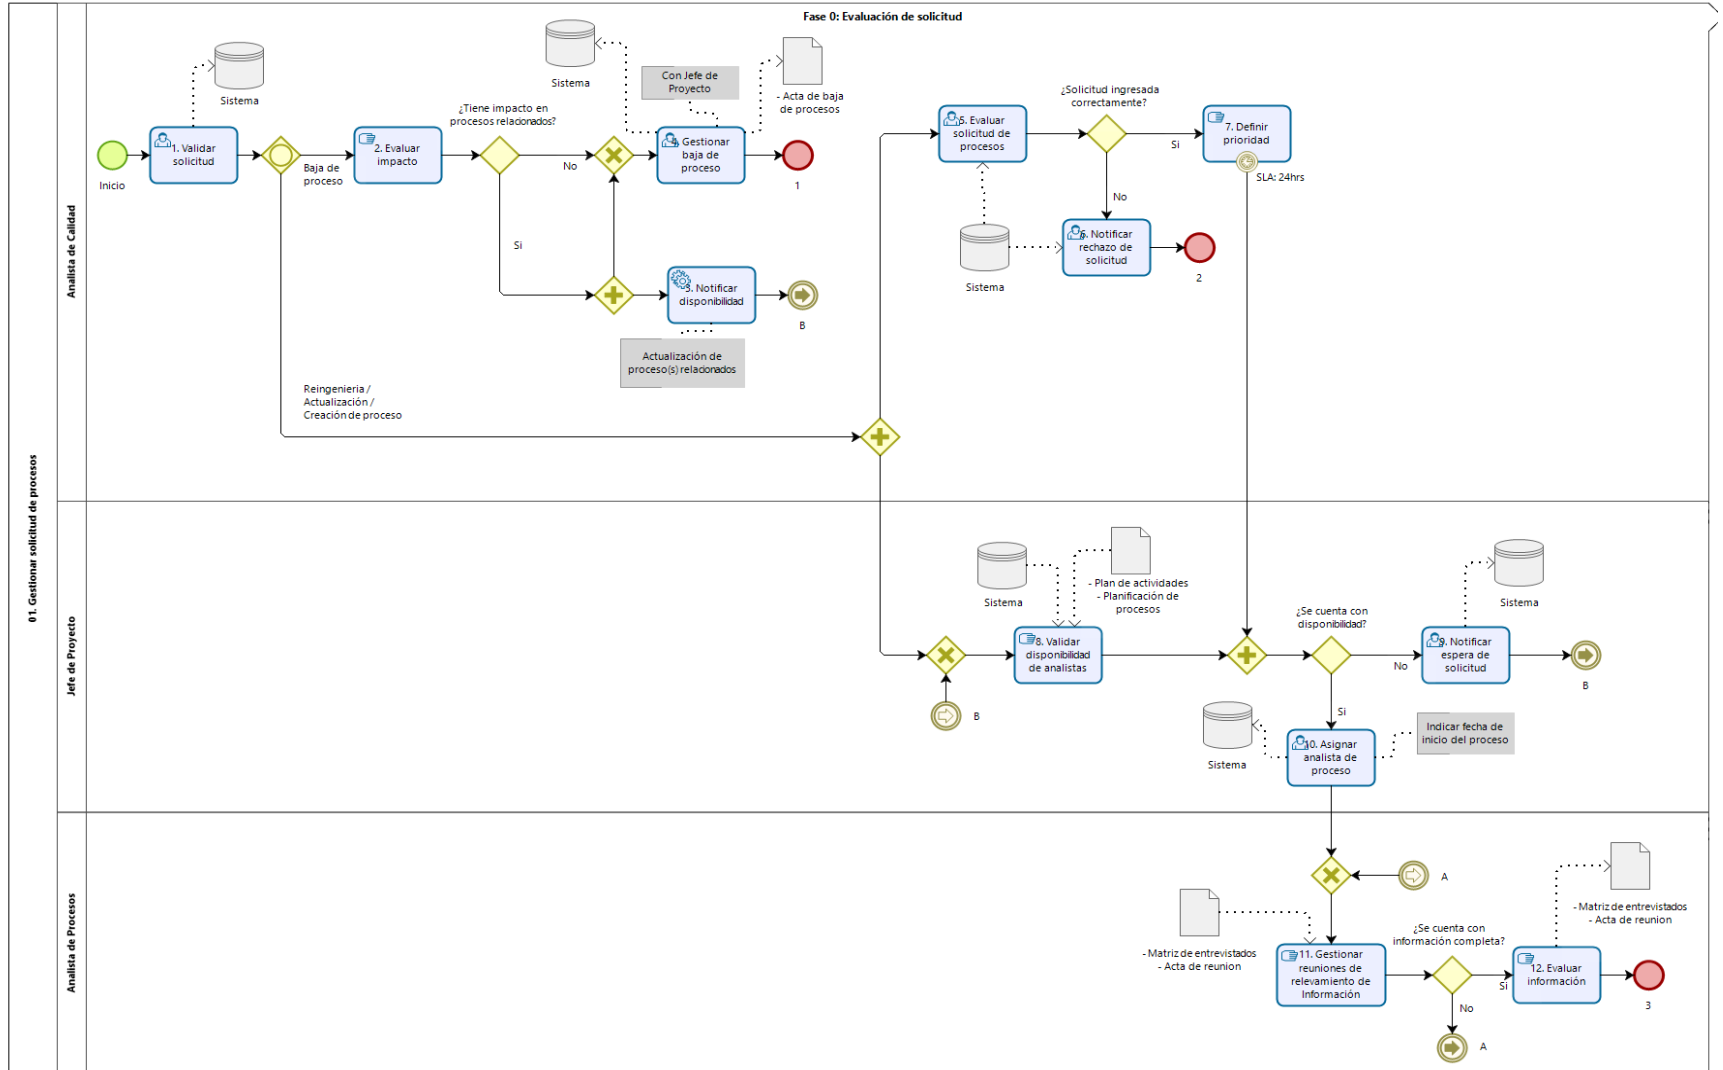 Fase 0: Evaluación de solicitud
01. Gestionar solicitud de procesos
Analista de Calidad
Inicio
1. Validar
solicitud
Sistema
Baja de
proceso
2. Evaluar
impacto
¿Tiene impacto en
procesos relacionados?
No
Si
Sistema
Con Jefe de
Proyecto
- Acta de baja
de procesos
4. Gestionar
baja de
proceso
1
3. Notificar
disponibilidad
B
Actualización de
proceso(s) relacionados
Reingenieria /
Actualización /
Creación de proceso
5. Evaluar
solicitud de
procesos
¿Solicitud ingresada
correctamente?
Si
7. Definir
prioridad
SLA: 24hrs
No
6. Notificar
rechazo de
solicitud
2
Sistema
Jefe de Proyecto
Sistema
- Plan de actividades
- Planificación de
procesos
8. Validar
disponibilidad
de analistas
B
¿Se cuenta con
disponibilidad?
No
Sistema
9. Notificar
espera de
solicitud
B
Si
Sistema
10. Asignar
analista de
proceso
Indicar fecha de
inicio del proceso
Analista de Procesos
A
- Matriz de entrevistados
- Acta de reunion
11. Gestionar
reuniones de
relevamiento de
Información
¿Se cuenta con
información completa?
Si
No
A
12. Evaluar
información
- Matriz de entrevistados
- Acta de reunion
3